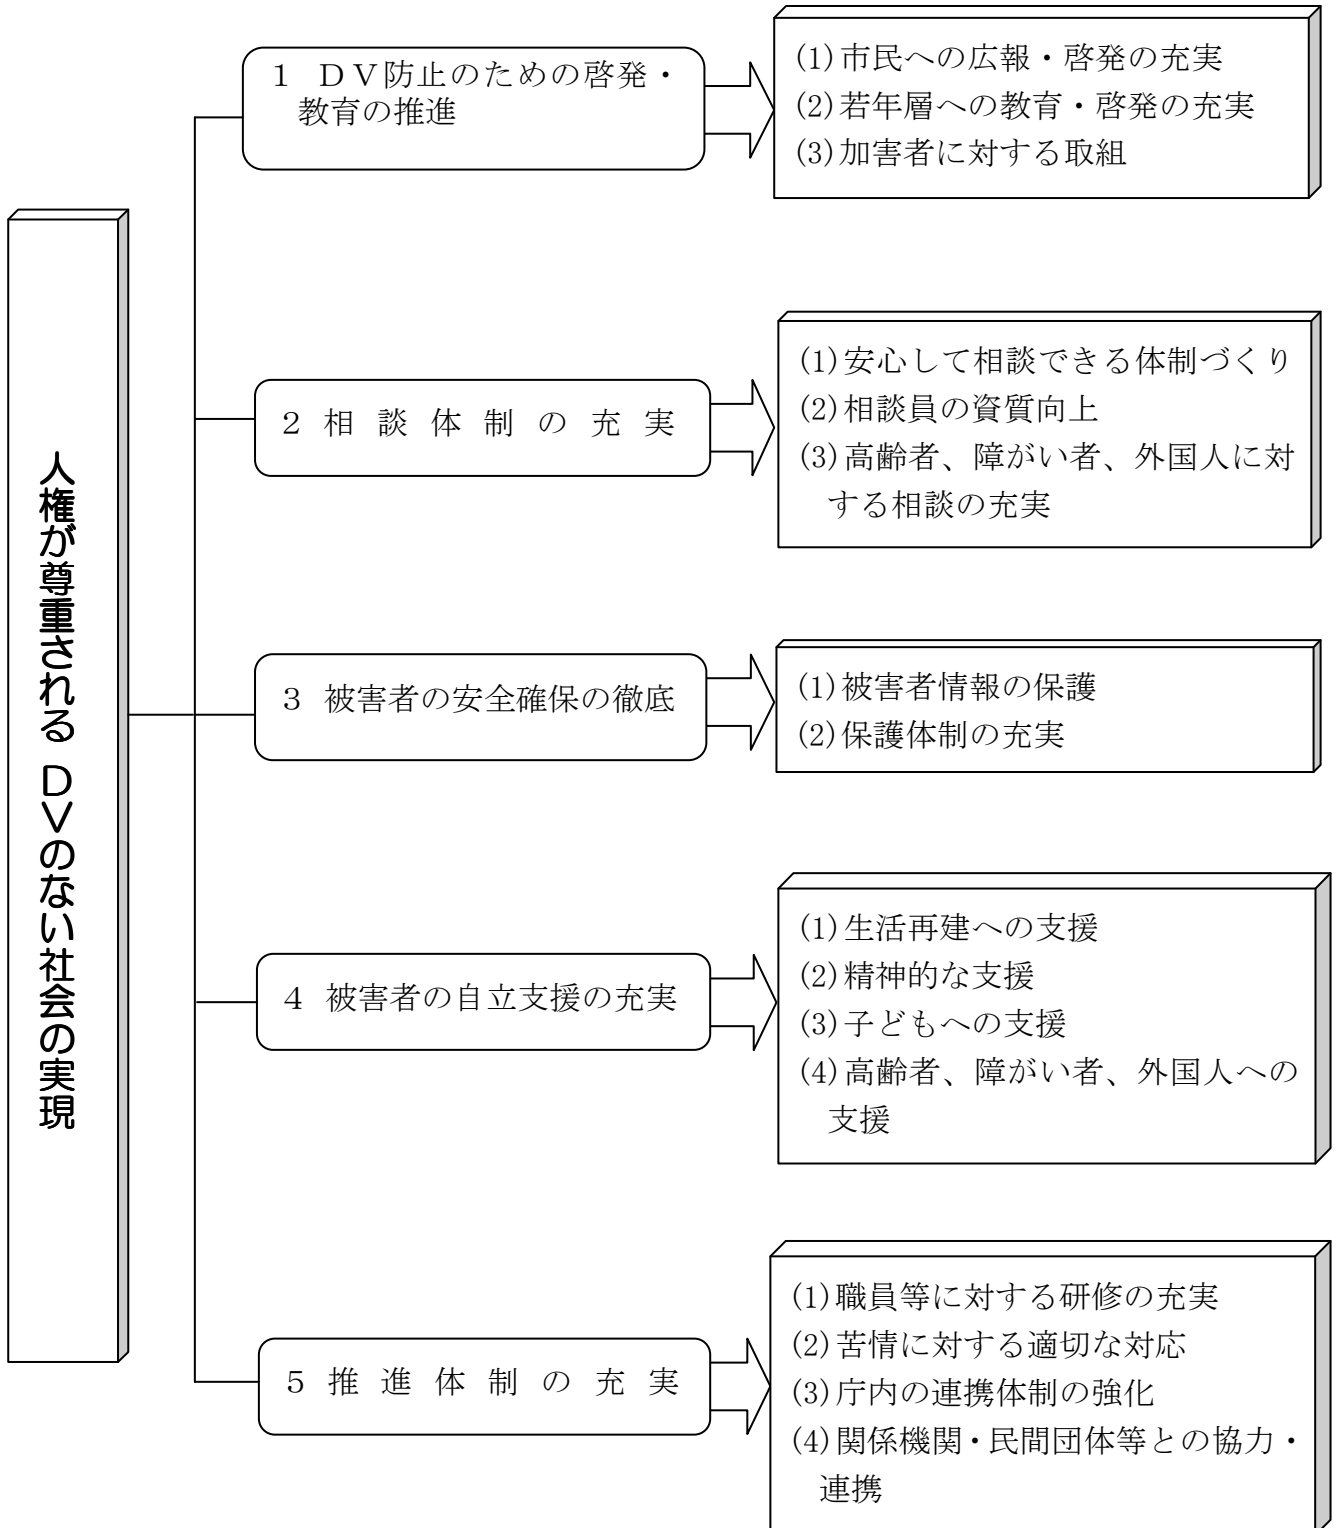 人権が尊重される DVのない社会の実現
1 DV防止のための啓発・
教育の推進
(1)市民への広報・啓発の充実
(2)若年層への教育・啓発の充実
(3)加害者に対する取組
2 相談体制の充実
(1)安心して相談できる体制づくり
(2)相談員の資質向上
(3)高齢者、障がい者、外国人に対
する相談の充実
3 被害者の安全確保の徹底
(1)被害者情報の保護
(2)保護体制の充実
4 被害者の自立支援の充実
(1)生活再建への支援
(2)精神的な支援
(3)子どもへの支援
(4)高齢者、障がい者、外国人への
支援
5 推進体制の充実
(1)職員等に対する研修の充実
(2)苦情に対する適切な対応
(3)庁内の連携体制の強化
(4)関係機関・民間団体等との協力・
連携